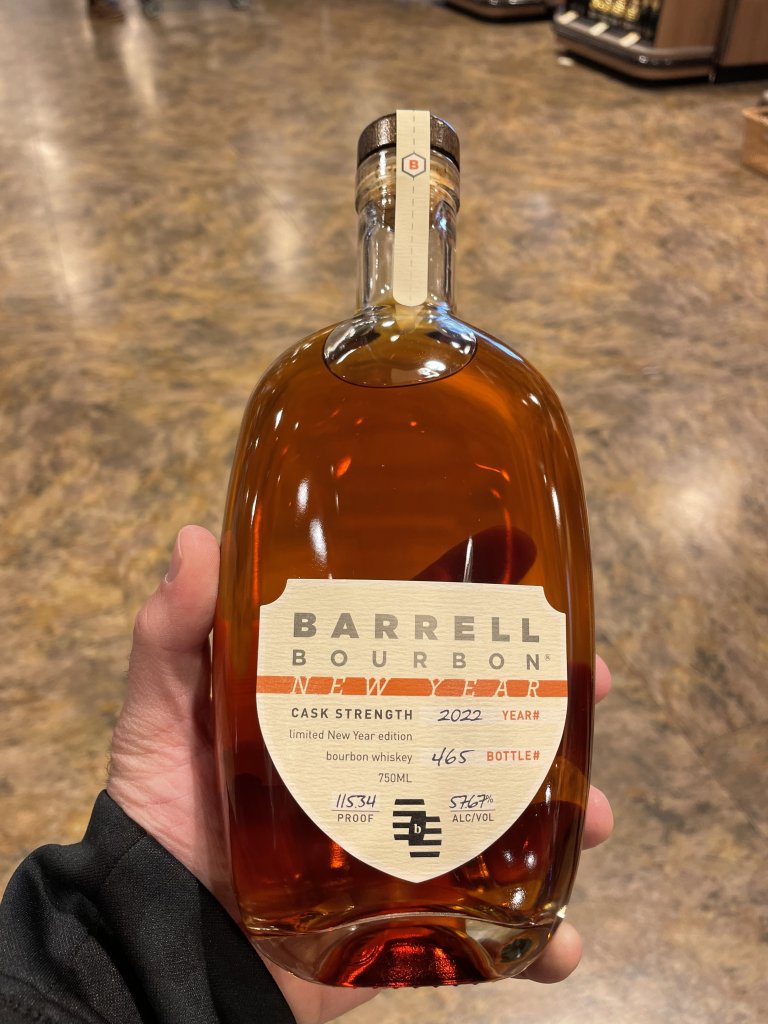 B
BARRELL
BOURBON®
NEW YEAR
CASK STRENGTH 2022 YEAR#
limited New Year edition
bourbon whiskey 465 BOTTLE#
750ML
115.34 57.67%
PROOF ALC/VOL
b